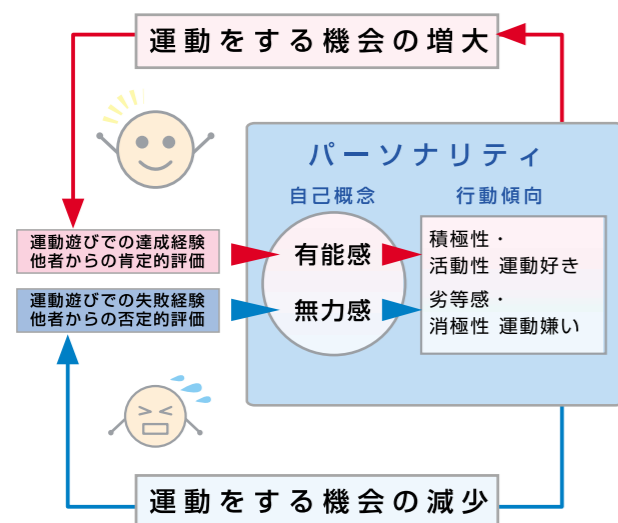 運動をする機会の増大
パーソナリティ
自己概念
行動傾向
運動遊びでの達成経験
他者からの肯定的評価
有能感
積極性・
活動性 運動好き
運動遊びでの失敗経験
他者からの否定的評価
無力感
劣等感・
消極性 運動嫌い
運動をする機会の減少